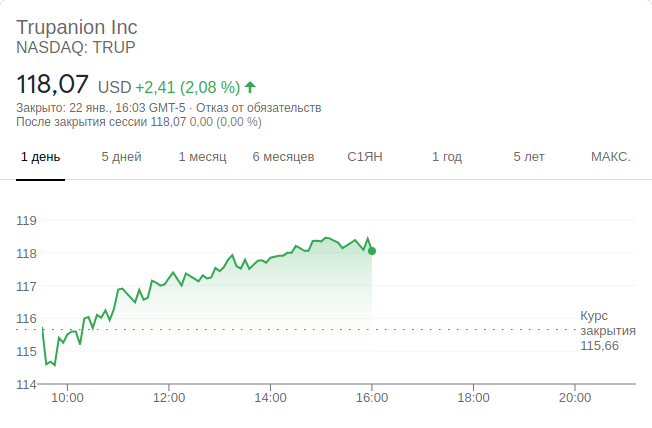 Trupanion Inc
NASDAQ: TRUP
118,07 USD +2,41 (2,08 %)
Закрыто: 22 янв., 16:03 GMT-5 · Отказ от обязательств
После закрытия сессии 118,07 0,00 (0,00 %)
1 день 5 дней 1 месяц 6 месяцев С1ЯН 1 год 5 лет МАКС.
119
118
117
116
115
114
Курс
закрытия
115,66
10:00 12:00 14:00 16:00 18:00 20:00